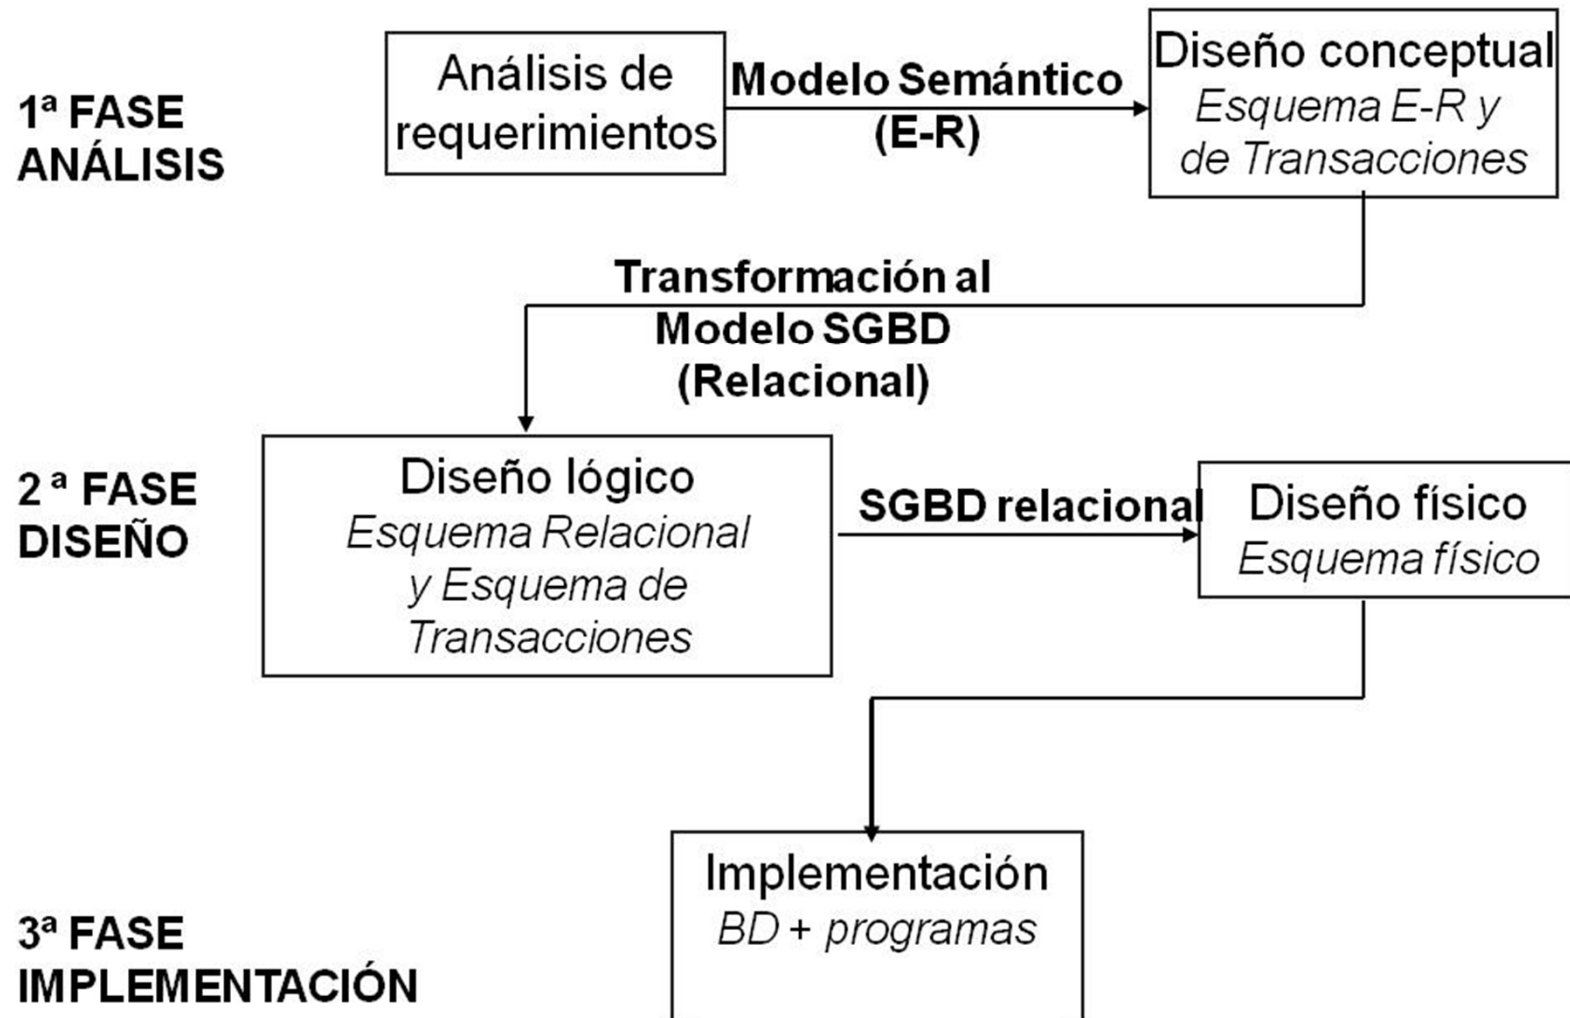 1ª FASE
ANÁLISIS
Análisis de
requerimientos
Modelo Semántico
(E-R)
Diseño conceptual
Esquema E-R y
de Transacciones
Transformación al
Modelo SGBD
(Relacional)
2 ª FASE
DISEÑO
Diseño lógico
Esquema Relacional
y Esquema de
Transacciones
SGBD relacional
Diseño físico
Esquema físico
3ª FASE
IMPLEMENTACIÓN
Implementación
BD + programas